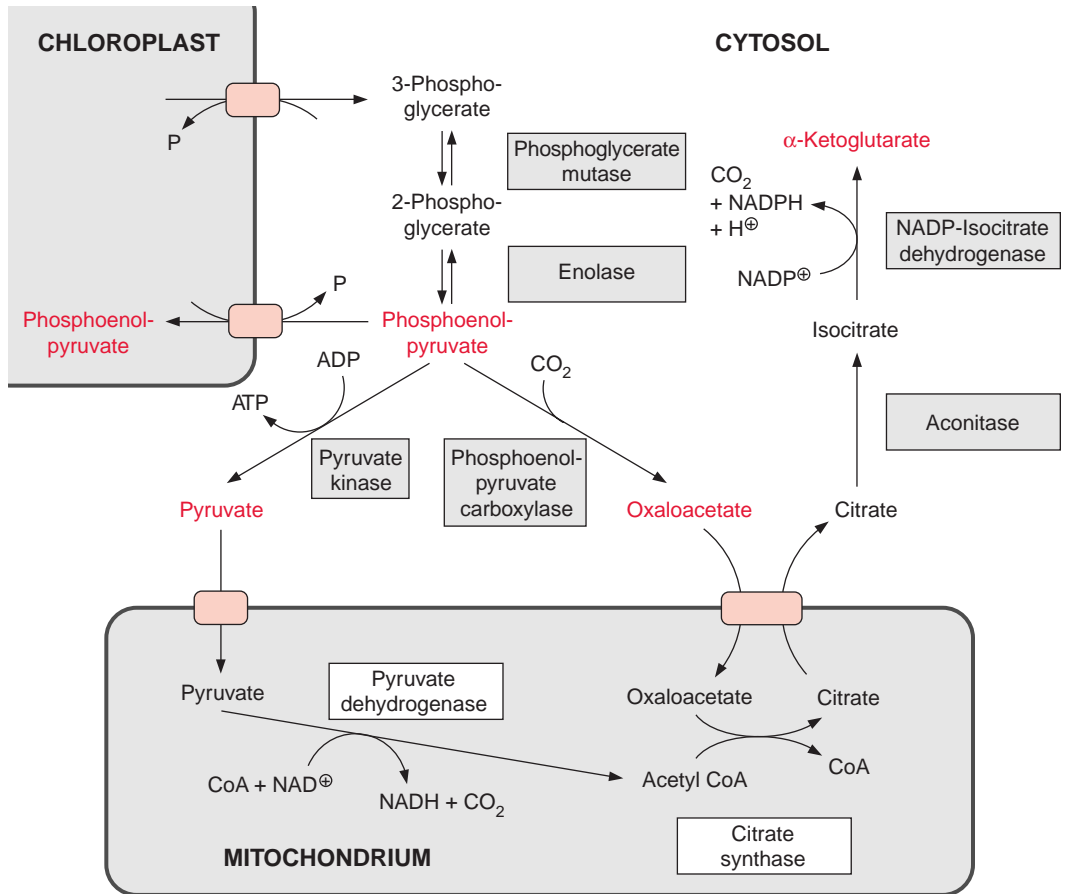 CHLOROPLAST
CYTOSOL
3-Phospho-
glycerate
P
Phosphoglycerate
mutase
α-Ketoglutarate
CO2
+ NADPH
+ H⊕
NADP⊕
NADP-Isocitrate
dehydrogenase
2-Phospho-
glycerate
Enolase
P
Phosphoenol-
pyruvate
Phosphoenol-
pyruvate
Isocitrate
ADP
ATP
CO2
Aconitase
Pyruvate
kinase
Phosphoenol-
pyruvate
carboxylase
Pyruvate
Oxaloacetate
Citrate
Pyruvate
Pyruvate
dehydrogenase
Oxaloacetate
Citrate
CoA + NAD⊕
NADH + CO2
Acetyl CoA
CoA
Citrate
synthase
MITOCHONDRIUM